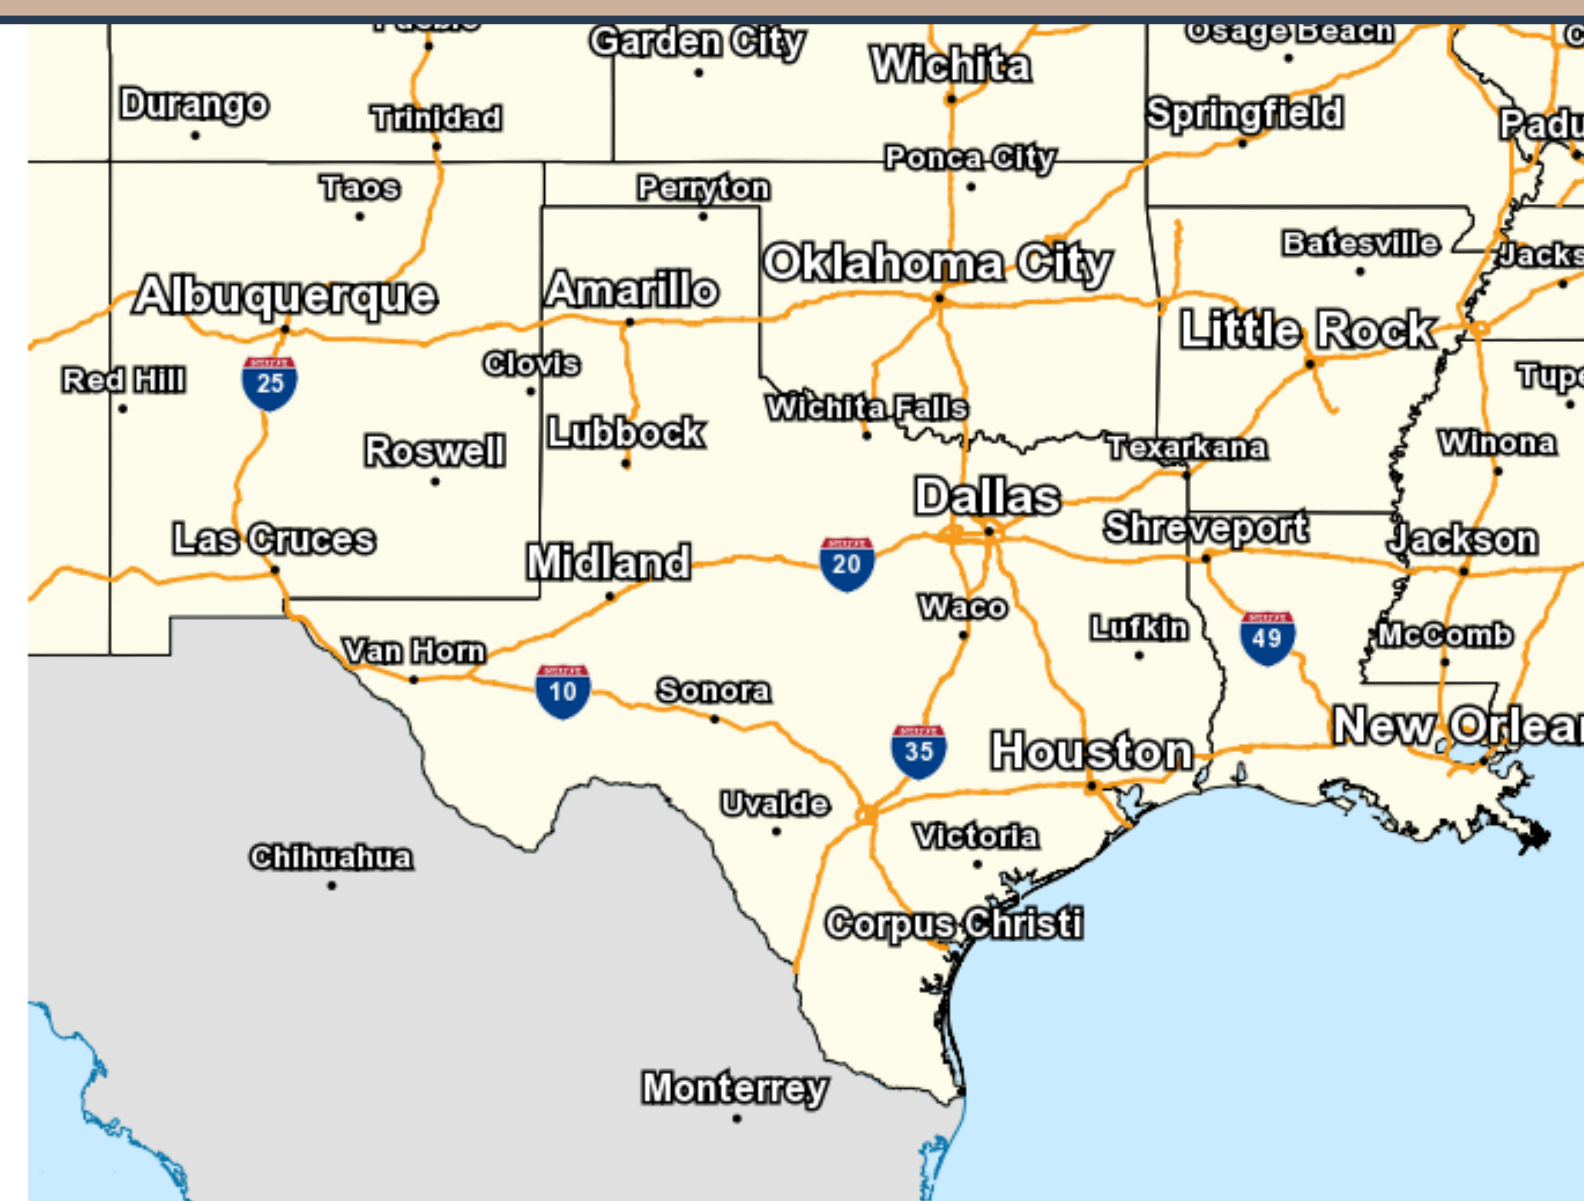 Pueblo
Garden City
Wichita
Osage Beach
Durango
Trinidad
Springfield
Padu
Ponca City
Taos
Perryton
Batesville
Oklahoma City
Jacks
Albuquerque
Amarillo
Little Rock
Clovis
25
Red Hill
Tupe
Wichita Falls
Lubbock
Roswell
Texarkana
Winona
Dallas
Las Cruces
Shreveport
Jackson
Midland
20
Waco
Lufkin
49
McComb
Van Horn
10
Sonora
New Orlea
35
Houston
Uvalde
Victoria
Chihuahua
Corpus Christi
Monterrey